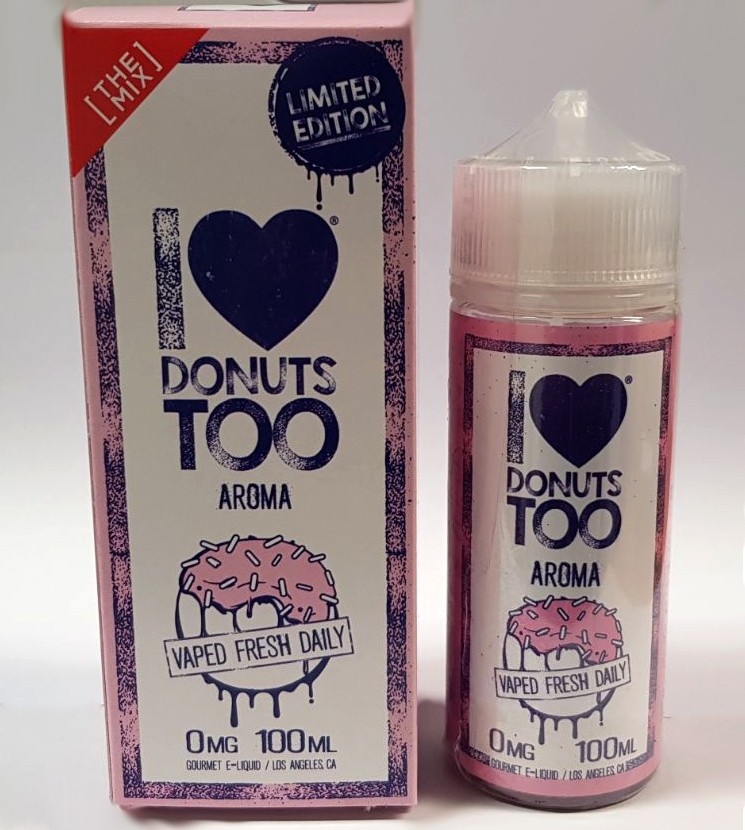 [THE
MIX]
LIMITED
EDITION
I ♥®
DONUTS
TOO
AROMA
VAPED FRESH DAILY
0MG 100ML
GOURMET E-LIQUID / LOS ANGELES, CA
I ♥®
DONUTS
TOO
AROMA
VAPED FRESH DAILY
0MG 100ML
GOURMET E-LIQUID / LOS ANGELES, CA